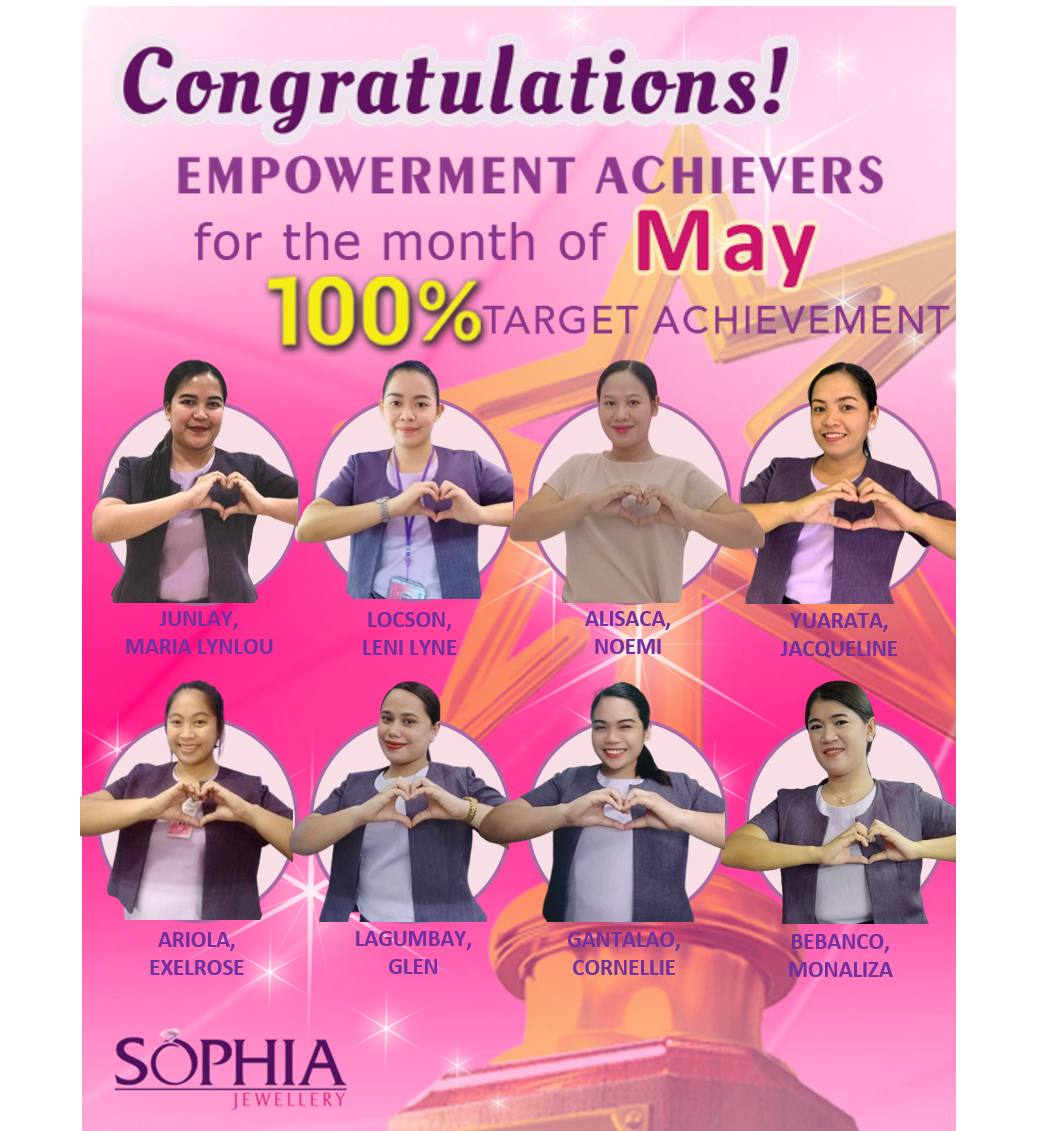 Congratulations!
EMPOWERMENT ACHIEVERS
for the month of May
100% TARGET ACHIEVEMENT
JUNLAY,
MARIA LYNLOU
LOCSON,
LENI LYNE
ALISACA,
NOEMI
YUARATA,
JACQUELINE
ARIOLA,
EXELROSE
LAGUMBAY,
GLEN
GANTALAO,
CORNELLIE
BEBANCO,
MONALIZA
SOPHIA
JEWELLERY